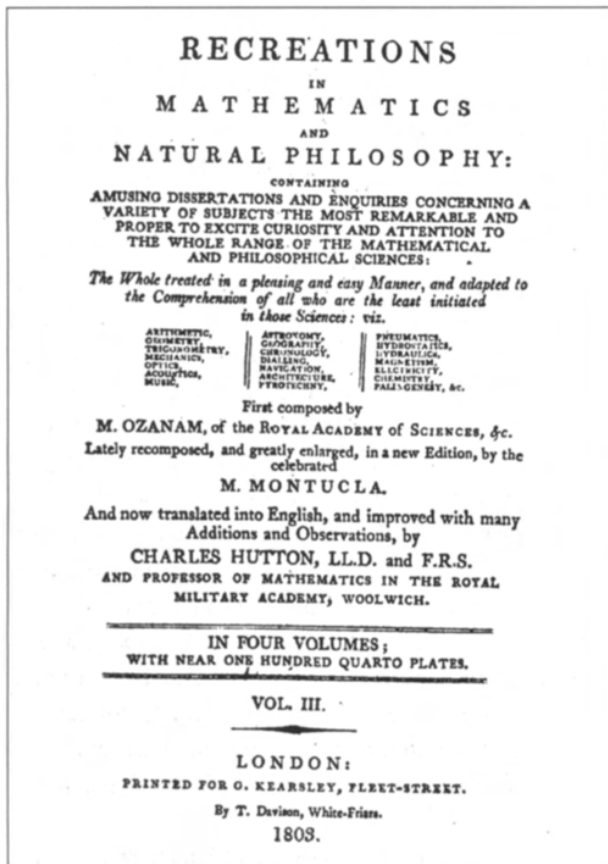 RECREATIONS
IN
MATHEMATICS
AND
NATURAL PHILOSOPHY:
CONTAINING
AMUSING DISSERTATIONS AND ENQUIRIES CONCERNING A
VARIETY OF SUBJECTS THE MOST REMARKABLE AND
PROPER TO EXCITE CURIOSITY AND ATTENTION TO
THE WHOLE RANGE OF THE MATHEMATICAL
AND PHILOSOPHICAL SCIENCES:
The Whole treated in a pleasing and easy Manner, and adapted to
the Comprehension of all who are the least initiated
in those Sciences: viz.
ARITHMETIC,
GEOMETRY,
TRIGONOMETRY,
MECHANICS,
OPTICS,
ACOUSTICS,
MUSIC,
ASTRONOMY,
GEOGRAPHY,
CHRONOLOGY,
DIALLING,
NAVIGATION,
ARCHITECTURE,
PYROTECHNY,
PNEUMATICS,
HYDROSTATICS,
HYDRAULICS,
MAGNETISM,
ELECTRICITY,
CHEMISTRY,
PALINGENESY, &c.
First composed by
M. OZANAM, of the ROYAL ACADEMY of SCIENCES, &c.
Lately recomposed, and greatly enlarged, in a new Edition, by the
celebrated
M. MONTUCLA.
And now translated into English, and improved with many
Additions and Observations, by
CHARLES HUTTON, LL.D. and F.R.S.
AND PROFESSOR OF MATHEMATICS IN THE ROYAL
MILITARY ACADEMY, WOOLWICH.
IN FOUR VOLUMES;
WITH NEAR ONE HUNDRED QUARTO PLATES.
VOL. III.
LONDON:
PRINTED FOR G. KEARSLEY, FLEET-STREET.
By T. Davison, White-Friars.
1803.